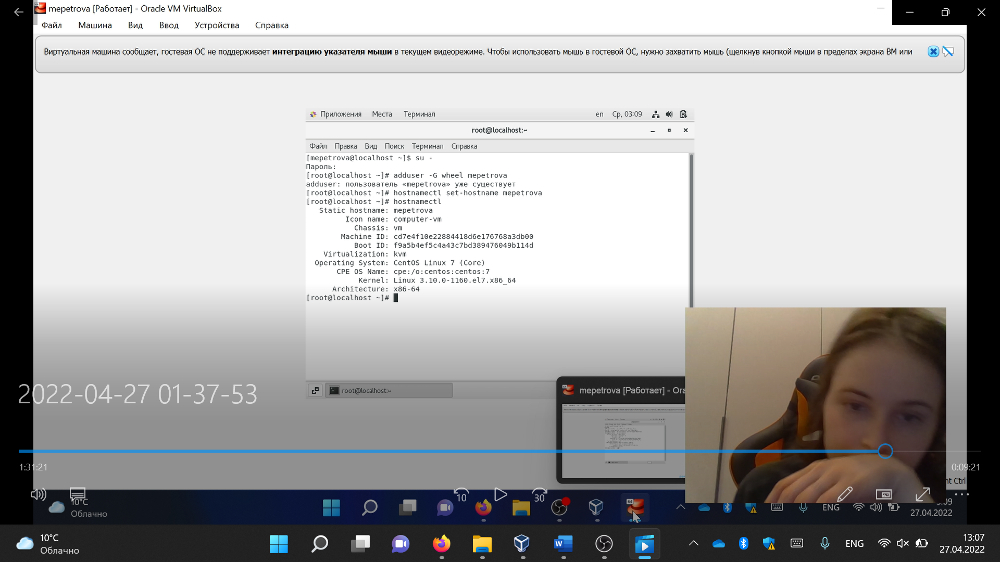 mepetrova [Работает] - Oracle VM VirtualBox
Файл Машина Вид Ввод Устройства Справка
Виртуальная машина сообщает, гостевая ОС не поддерживает интеграцию указателя мыши в текущем видеорежиме. Чтобы использовать мышь в гостевой ОС, нужно захватить мышь (щелкнув кнопкой мыши в пределах экрана ВМ или
Приложения Места Терминал en Ср, 03:09
root@localhost:~
Файл Правка Вид Поиск Терминал Справка
[mepetrova@localhost ~]$ su -
Пароль:
[root@localhost ~]# adduser -G wheel mepetrova
adduser: пользователь «mepetrova» уже существует
[root@localhost ~]# hostnamectl set-hostname mepetrova
[root@localhost ~]# hostnamectl
Static hostname: mepetrova
Icon name: computer-vm
Chassis: vm
Machine ID: cd7e4f10e22884418d6e176768a3db00
Boot ID: f9a5b4ef5c4a43c7bd389476049b114d
Virtualization: kvm
Operating System: CentOS Linux 7 (Core)
CPE OS Name: cpe:/o:centos:centos:7
Kernel: Linux 3.10.0-1160.el7.x86_64
Architecture: x86-64
[root@localhost ~]#
root@localhost:~
mepetrova [Работает] - Ora
2022-04-27 01-37-53
1:31:21 0:09:21
Ctrl
10 30
10°C
Облачно
64
ENG
27.04.2022
10°C
Облачно
W
ENG
13:07
27.04.2022